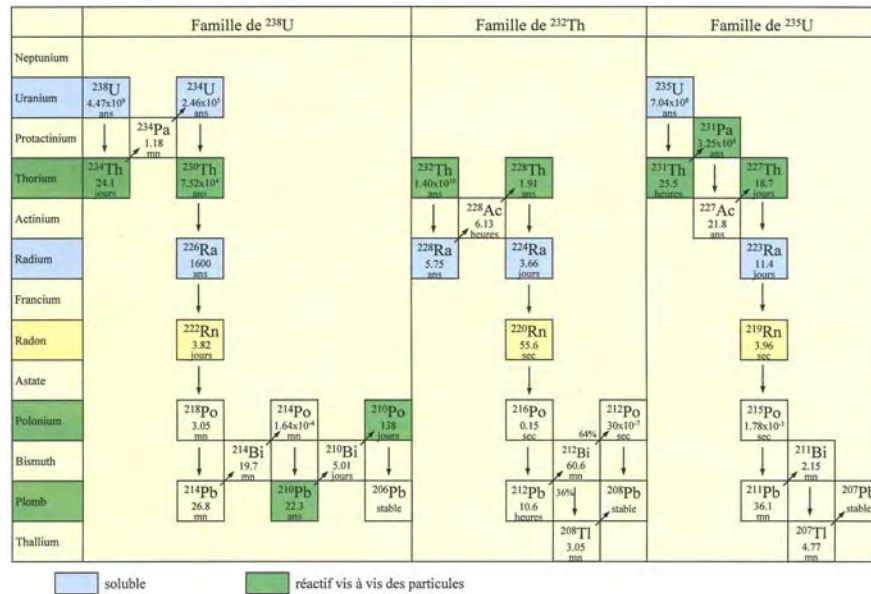 Famille de ²³⁸U
Famille de ²³²Th
Famille de ²³⁵U
Neptunium
Uranium
²³⁸U
4.47x10⁹
ans
²³⁴U
2.46x10⁵
ans
²³⁵U
7.04x10⁸
ans
Protactinium
²³⁴Pa
1.18
mn
²³¹Pa
ans
Thorium
²³⁴Th
24.1
jours
²³⁰Th
7.52x10⁴
ans
²³²Th
1.40x10¹⁰
ans
²²⁸Th
1.91
ans
²³¹Th
25.5
heures
²²⁷Th
18.7
jours
Actinium
²²⁸Ac
6.13
heures
²²⁷Ac
21.8
ans
Radium
²²⁶Ra
1600
ans
²²⁸Ra
5.75
ans
²²⁴Ra
3.66
jours
²²³Ra
11.4
jours
Francium
Radon
²²²Rn
3.82
jours
²²⁰Rn
55.6
sec
²¹⁹Rn
3.96
sec
Astate
Polonium
²¹⁸Po
3.05
mn
²¹⁴Po
1.64x10⁻⁴
mn
²¹⁰Po
138
jours
²¹⁶Po
0.15
sec
64%
²¹²Po
30x10⁻⁷
sec
²¹⁵Po
1.78x10⁻³
sec
Bismuth
²¹⁴Bi
19.7
mn
²¹⁰Bi
5.01
jours
²¹²Bi
60.6
mn
²¹¹Bi
2.15
mn
Plomb
²¹⁴Pb
26.8
mn
²¹⁰Pb
22.3
ans
²⁰⁶Pb
stable
²¹²Pb
10.6
heures
36%
²⁰⁸Pb
stable
²¹¹Pb
36.1
mn
²⁰⁷Pb
stable
Thallium
²⁰⁸Tl
3.05
mn
²⁰⁷Tl
4.77
mn
soluble
réactif vis à vis des particules